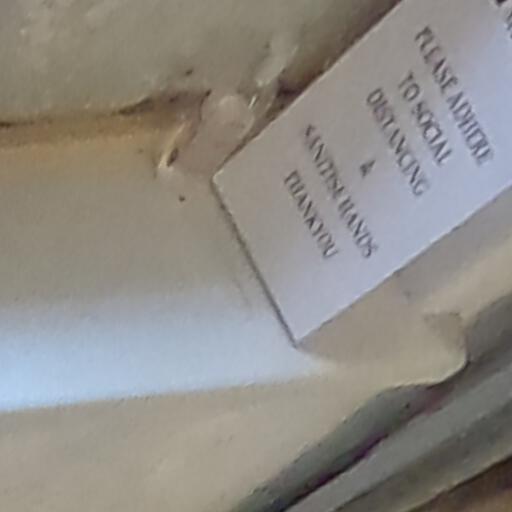 PLEASE ADHERE
TO SOCIAL
DISTANCING
&
SANITISE HANDS
THANKYOU